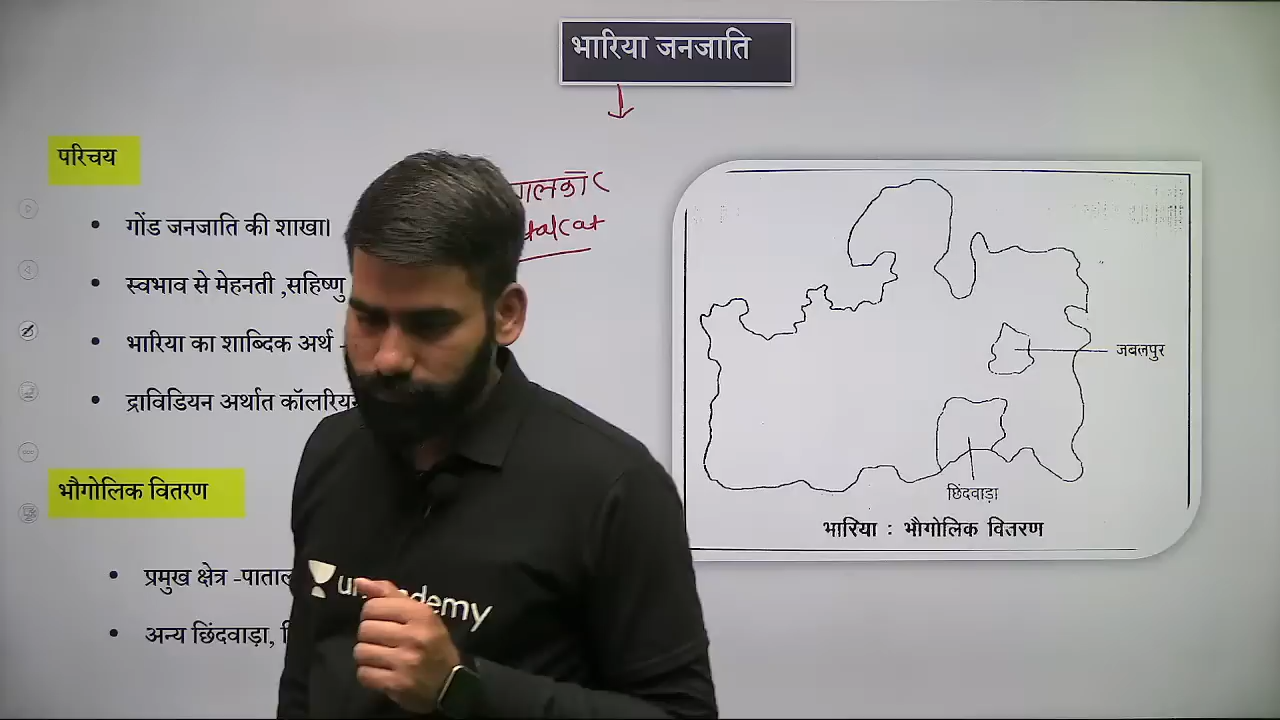 भारिया जनजाति
परिचय
गोंड जनजाति की शाखा।
स्वभाव से मेहनती ,सहिष्णु
भारिया का शाब्दिक अर्थ -
द्राविडियन अर्थात कॉलरियन
भौगोलिक वितरण
प्रमुख क्षेत्र -पाताल
अन्य छिंदवाड़ा,
जबलपुर
छिंदवाड़ा
भारिया : भौगोलिक वितरण
unacademy